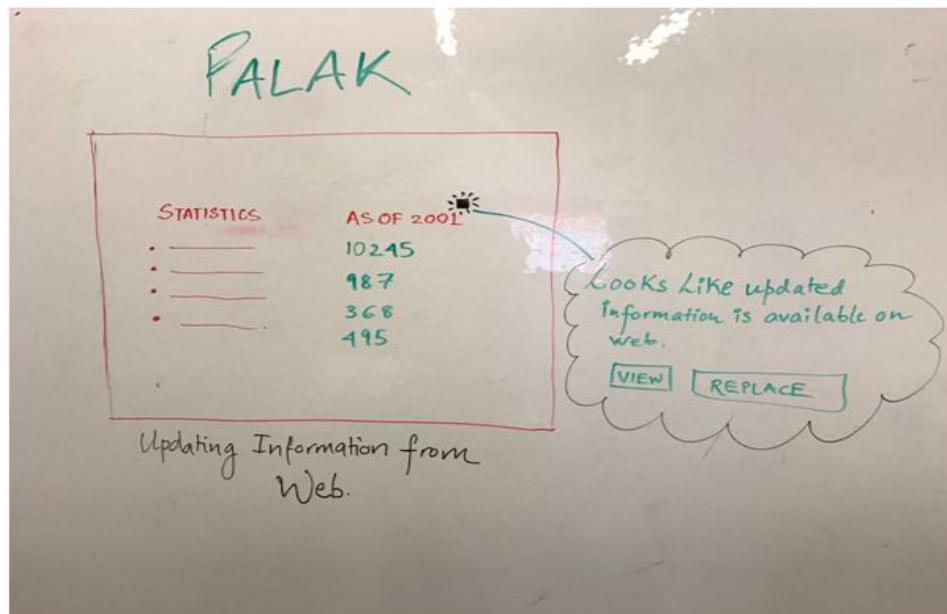 PALAK
STATISTICS AS OF 2001
10245
987
368
495
Looks Like updated
information is available on
web.
VIEW REPLACE
Updating Information from
Web.